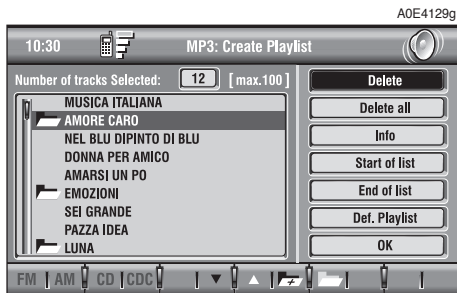 A0E4129g
10:30 MP3: Create Playlist
Number of tracks Selected: 12 [max.100]
MUSICA ITALIANA
AMORE CARO
NEL BLU DIPINTO DI BLU
DONNA PER AMICO
AMARSI UN PO
EMOZIONI
SEI GRANDE
PAZZA IDEA
LUNA
Delete
Delete all
Info
Start of list
End of list
Def. Playlist
OK
FM AM CD CDC